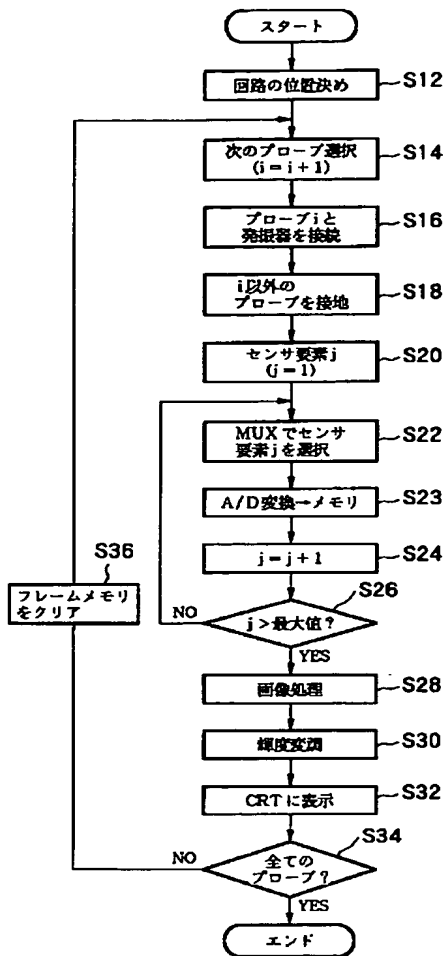 スタート
回路の位置決め
S12
次のプローブ選択
(i=i+1)
S14
プローブiと
発振器を接続
S16
i以外の
プローブを接地
S18
センサ要素j
(j=1)
S20
MUXでセンサ
要素jを選択
S22
A/D変換→メモリ
S23
j=j+1
S24
S36
フレームメモリ
をクリア
j>最大値?
S26
NO
YES
画像処理
S28
輝度変調
S30
CRTに表示
S32
全ての
プローブ?
S34
NO
YES
エンド